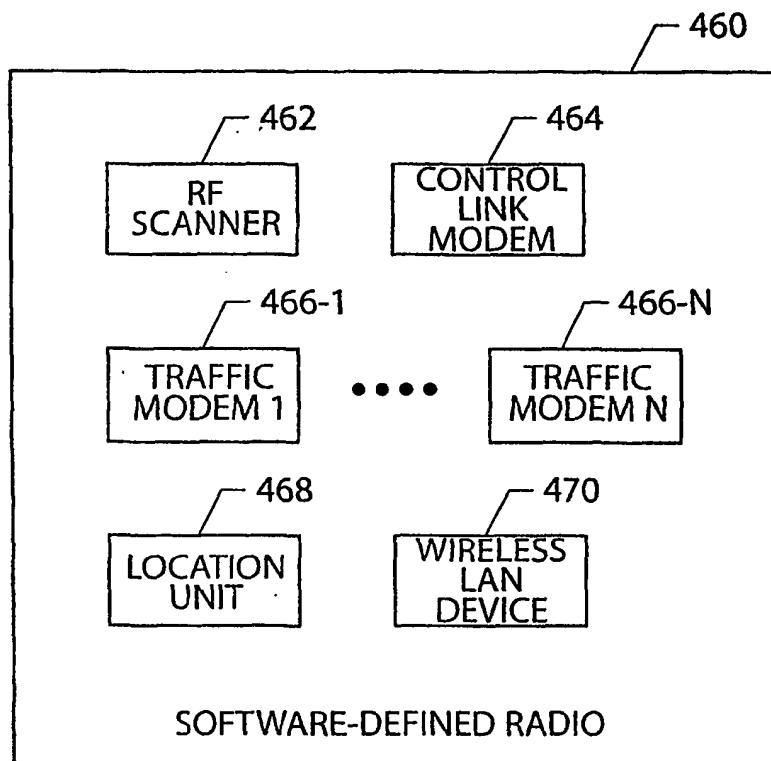 460
462
464
RF
SCANNER
CONTROL
LINK
MODEM
466-1
466-N
TRAFFIC
MODEM 1
TRAFFIC
MODEM N
468
470
LOCATION
UNIT
WIRELESS
LAN
DEVICE
SOFTWARE-DEFINED RADIO